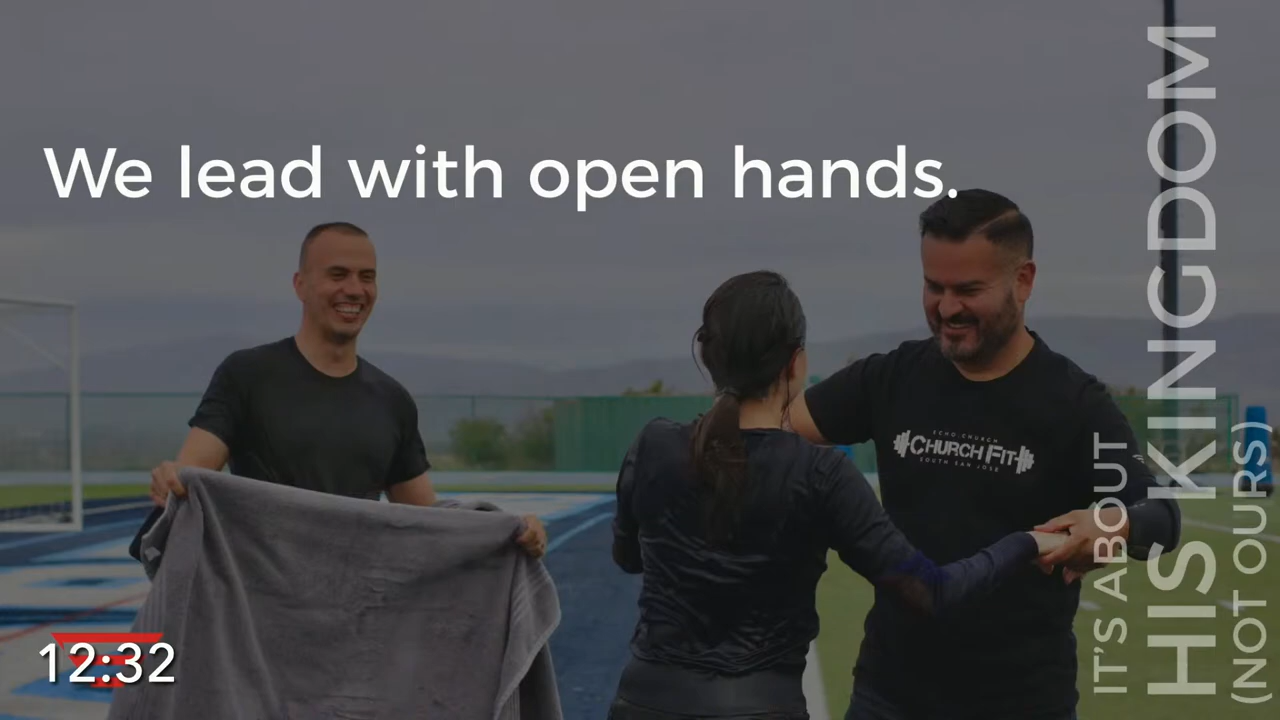 We lead with open hands.
ECHO CHURCH
CHURCH FIT
SOUTH SAN JOSE
IT'S ABOUT
HIS KINGDOM
(NOT OURS)
12:32